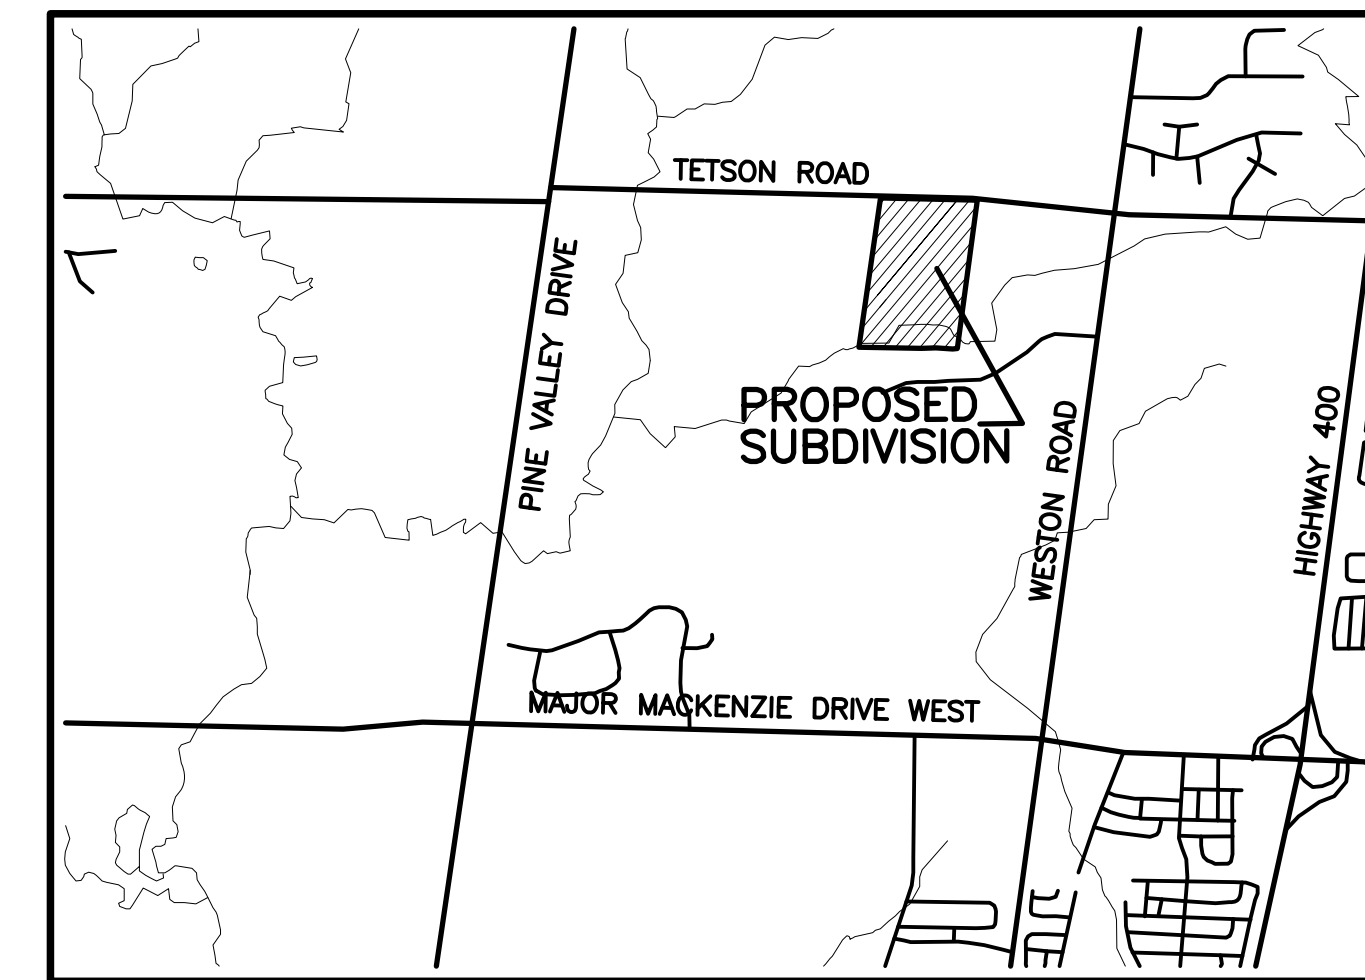 TETSON ROAD
PINE VALLEY DRIVE
PROPOSED
SUBDIVISION
WESTON ROAD
HIGHWAY 400
MAJOR MACKENZIE DRIVE WEST